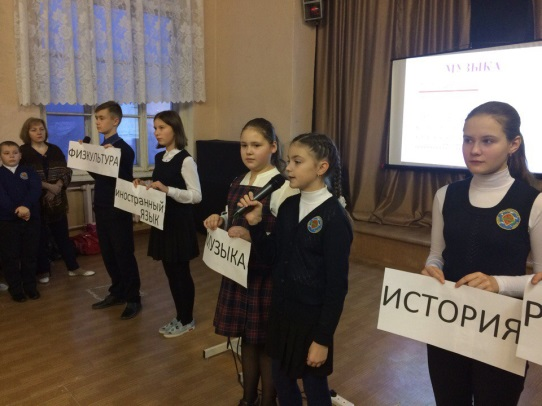 МУЗЫКА
ФИЗКУЛЬТУРА
ИНОСТРАННЫЙ
ЯЗЫК
МУЗЫКА
ИСТОРИЯ
Р